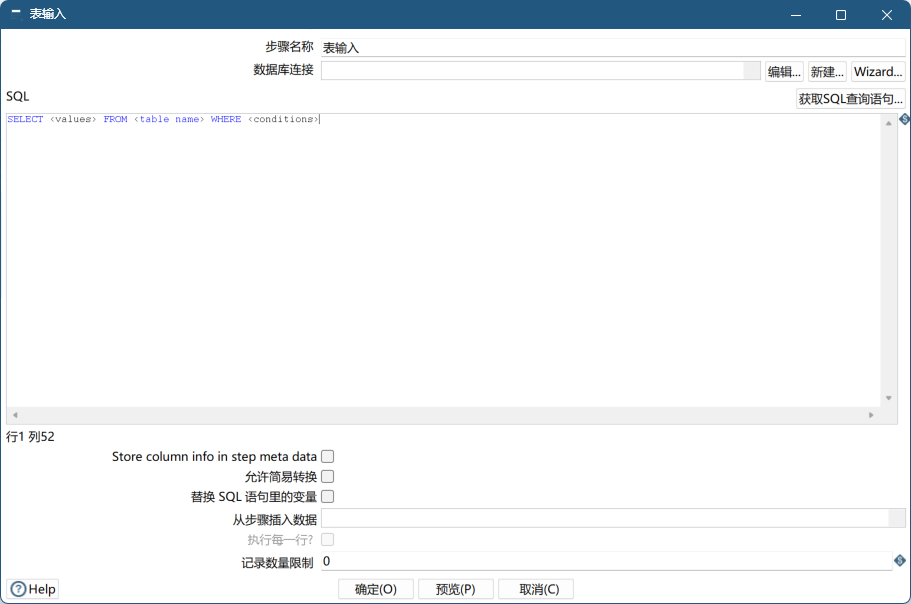 表输入
步骤名称 表输入
数据库连接 编辑... 新建... Wizard...
SQL 获取SQL查询语句...
SELECT <values> FROM <table name> WHERE <conditions>
行1 列52
Store column info in step meta data
允许简易转换
替换 SQL 语句里的变量
从步骤插入数据
执行每一行?
记录数量限制 0
Help 确定(O) 预览(P) 取消(C)